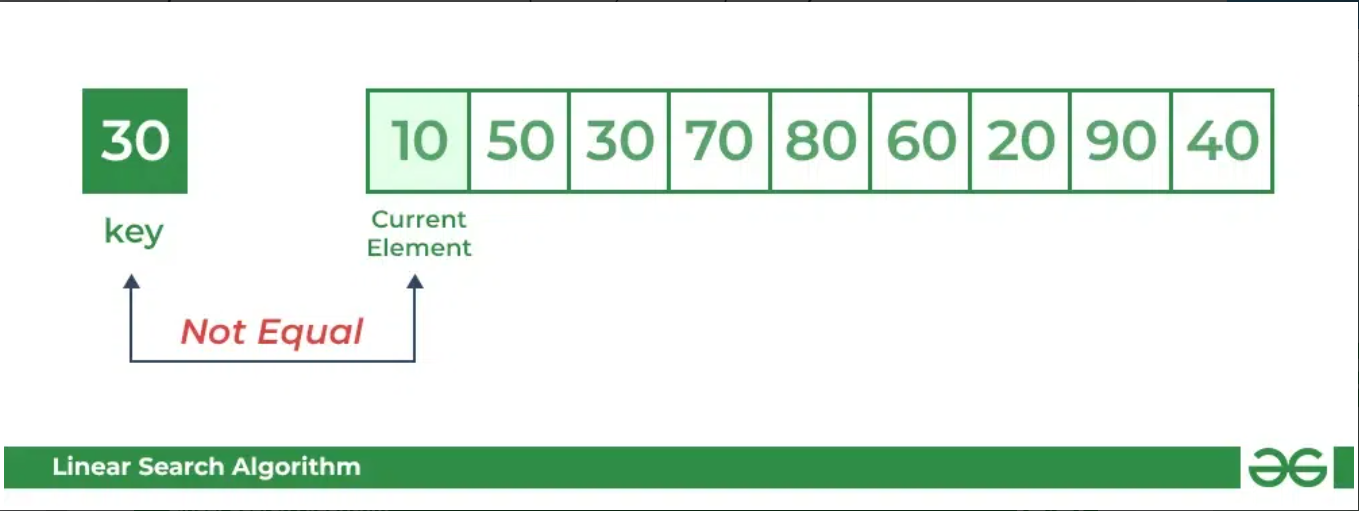 30 10 50 30 70 80 60 20 90 40
key
Current
Element
Not Equal
Linear Search Algorithm